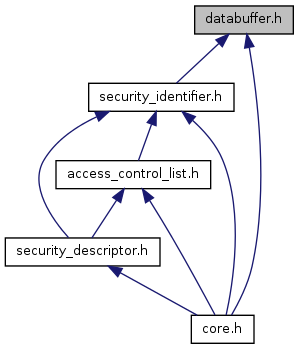 databuffer.h
security_identifier.h
access_control_list.h
security_descriptor.h
core.h